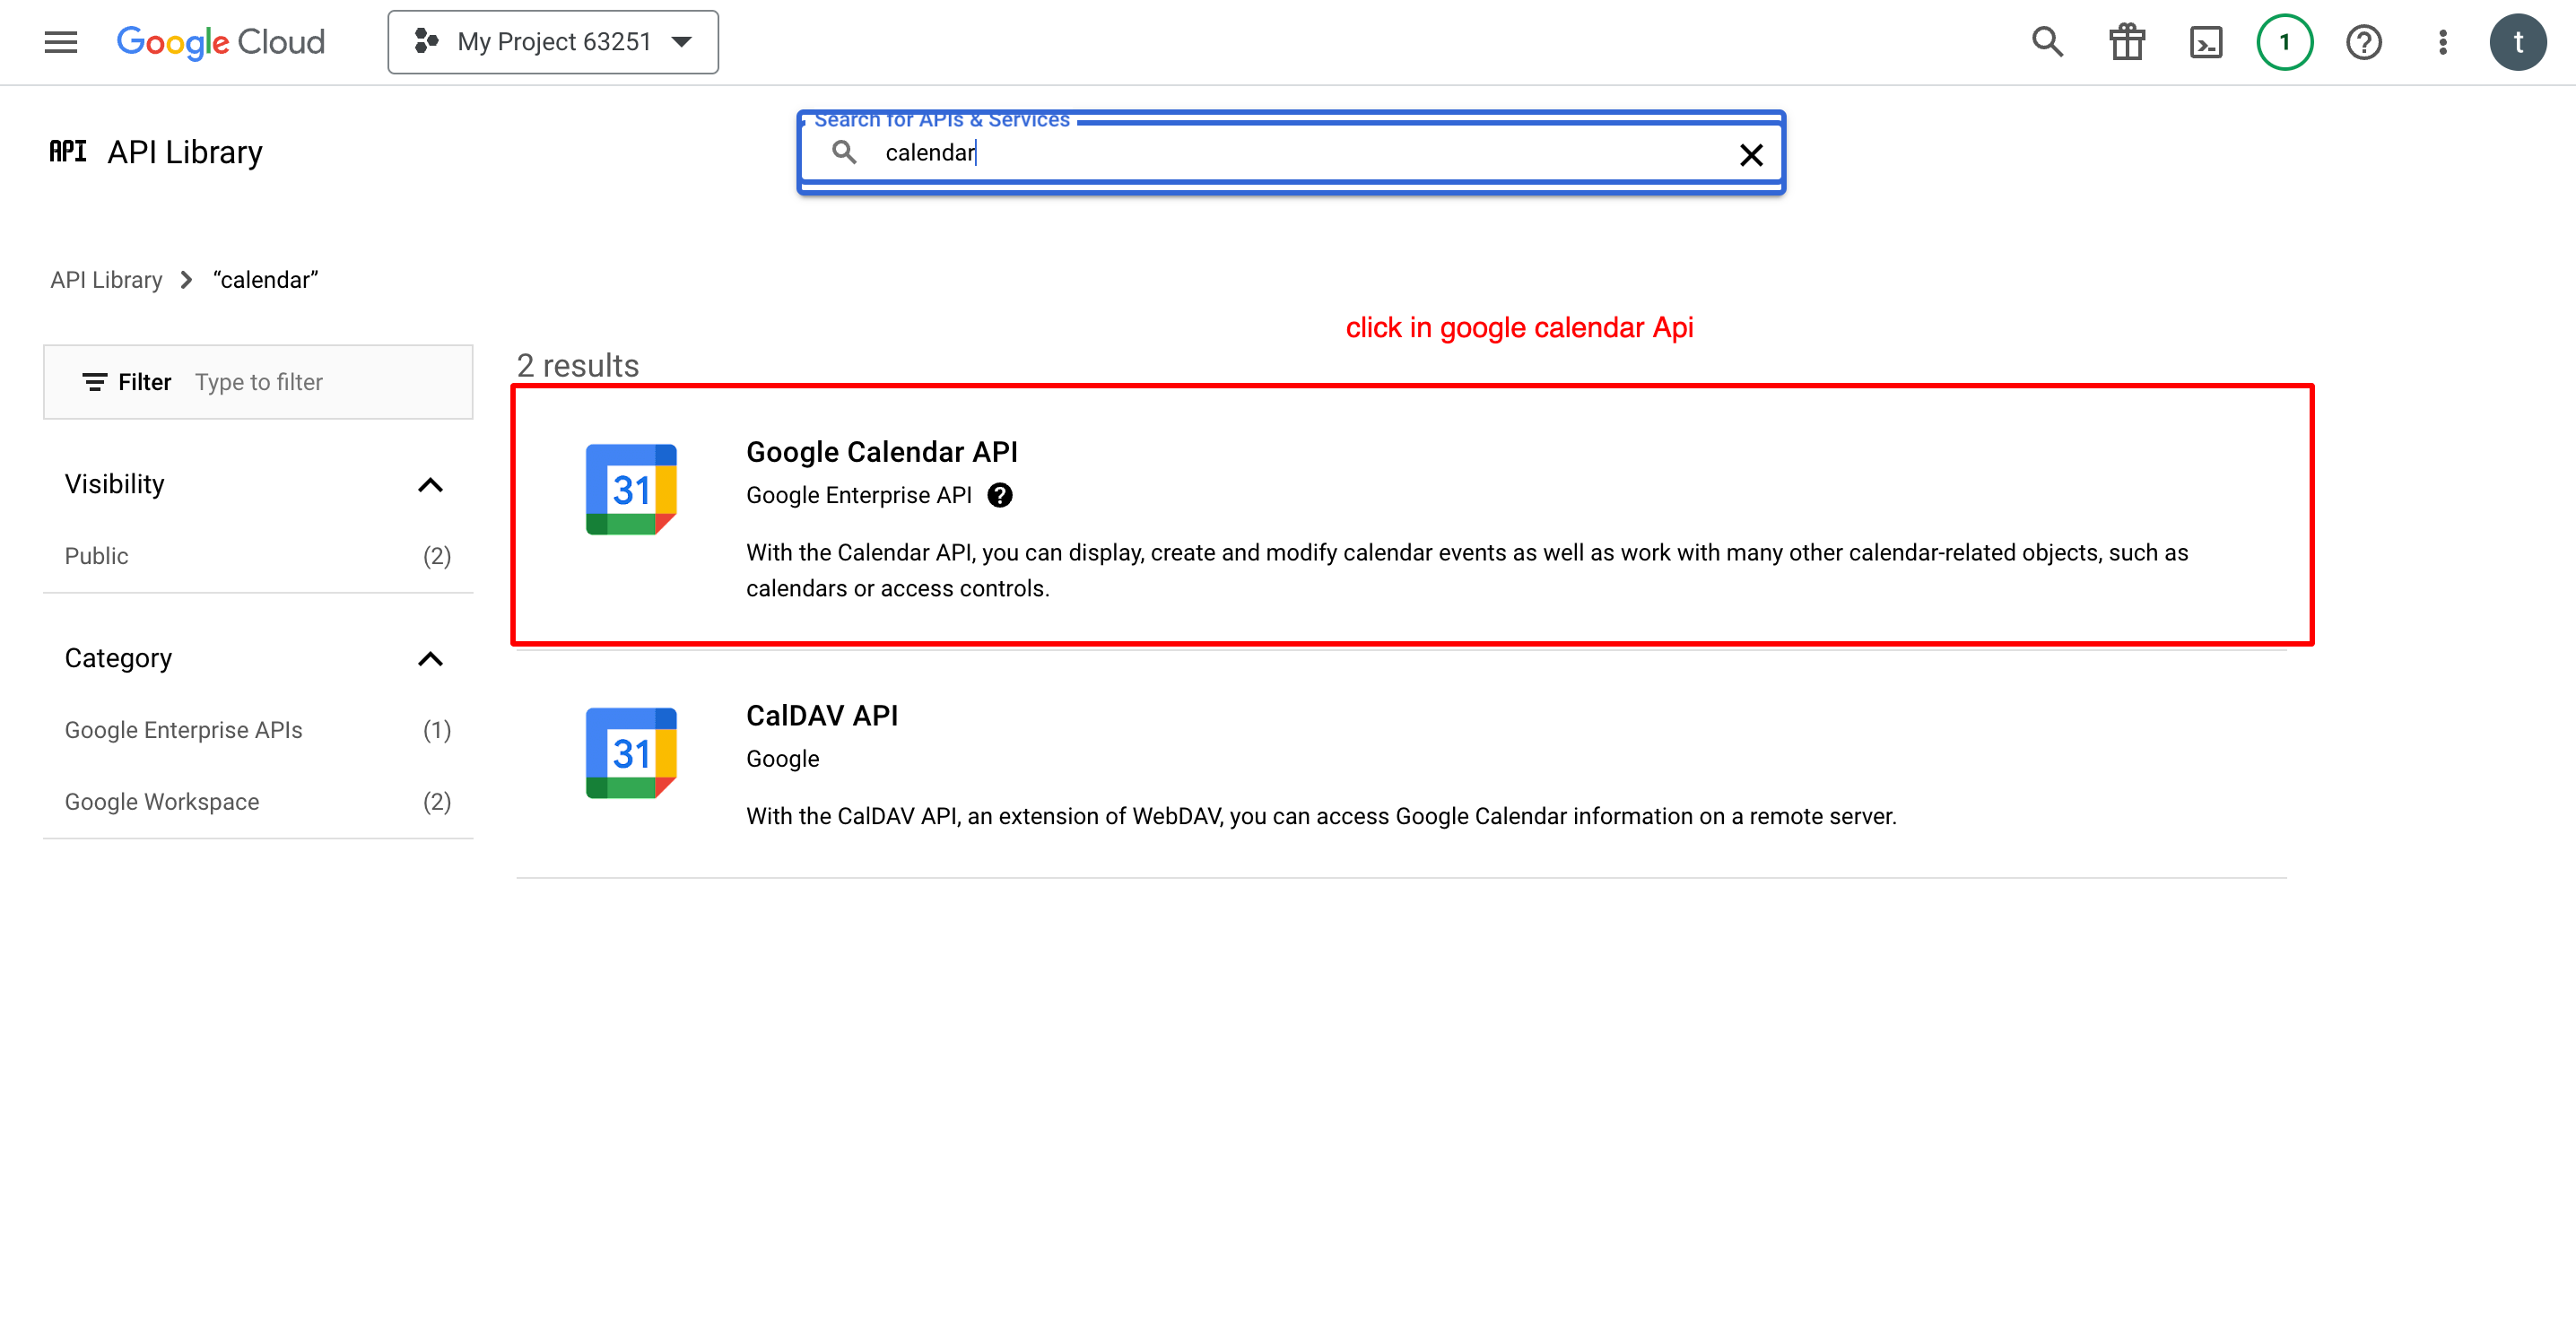 Google Cloud
My Project 63251
1
t
API API Library
Search for APIs & Services
calendar
API Library
“calendar”
click in google calendar Api
Filter Type to filter
2 results
Visibility
Public (2)
Category
Google Enterprise APIs (1)
Google Workspace (2)
31
Google Calendar API
Google Enterprise API
With the Calendar API, you can display, create and modify calendar events as well as work with many other calendar-related objects, such as
calendars or access controls.
31
CalDAV API
Google
With the CalDAV API, an extension of WebDAV, you can access Google Calendar information on a remote server.